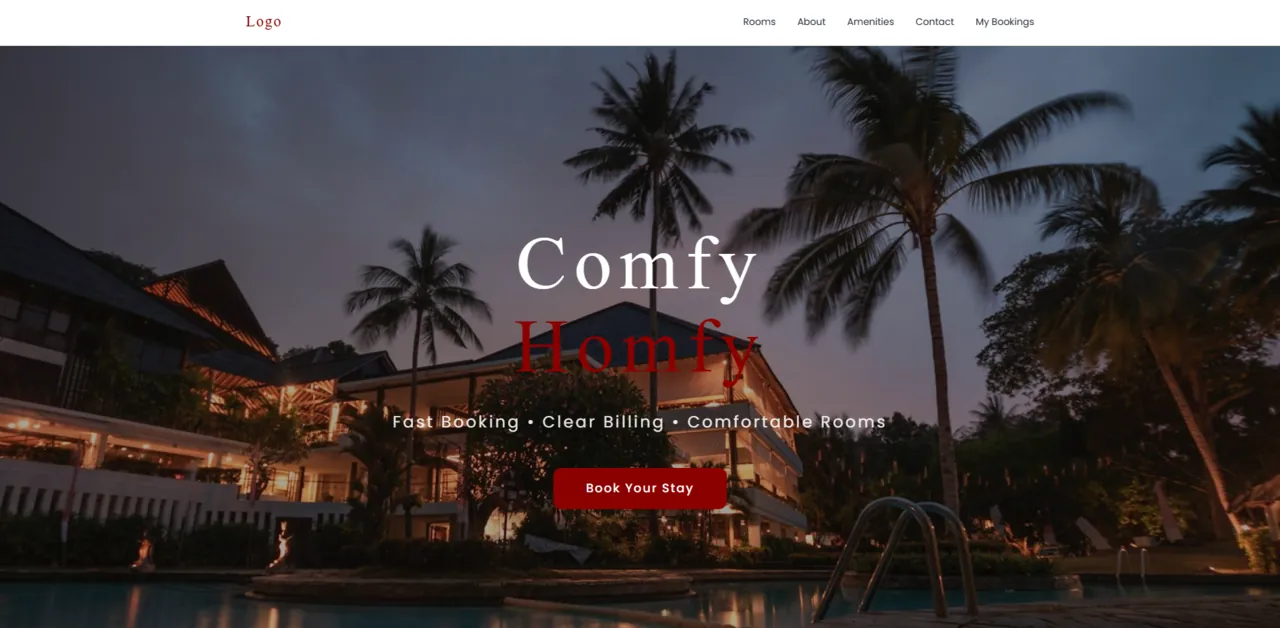 Logo
Rooms About Amenities Contact My Bookings
Comfy
Homfy
Fast Booking • Clear Billing • Comfortable Rooms
Book Your Stay